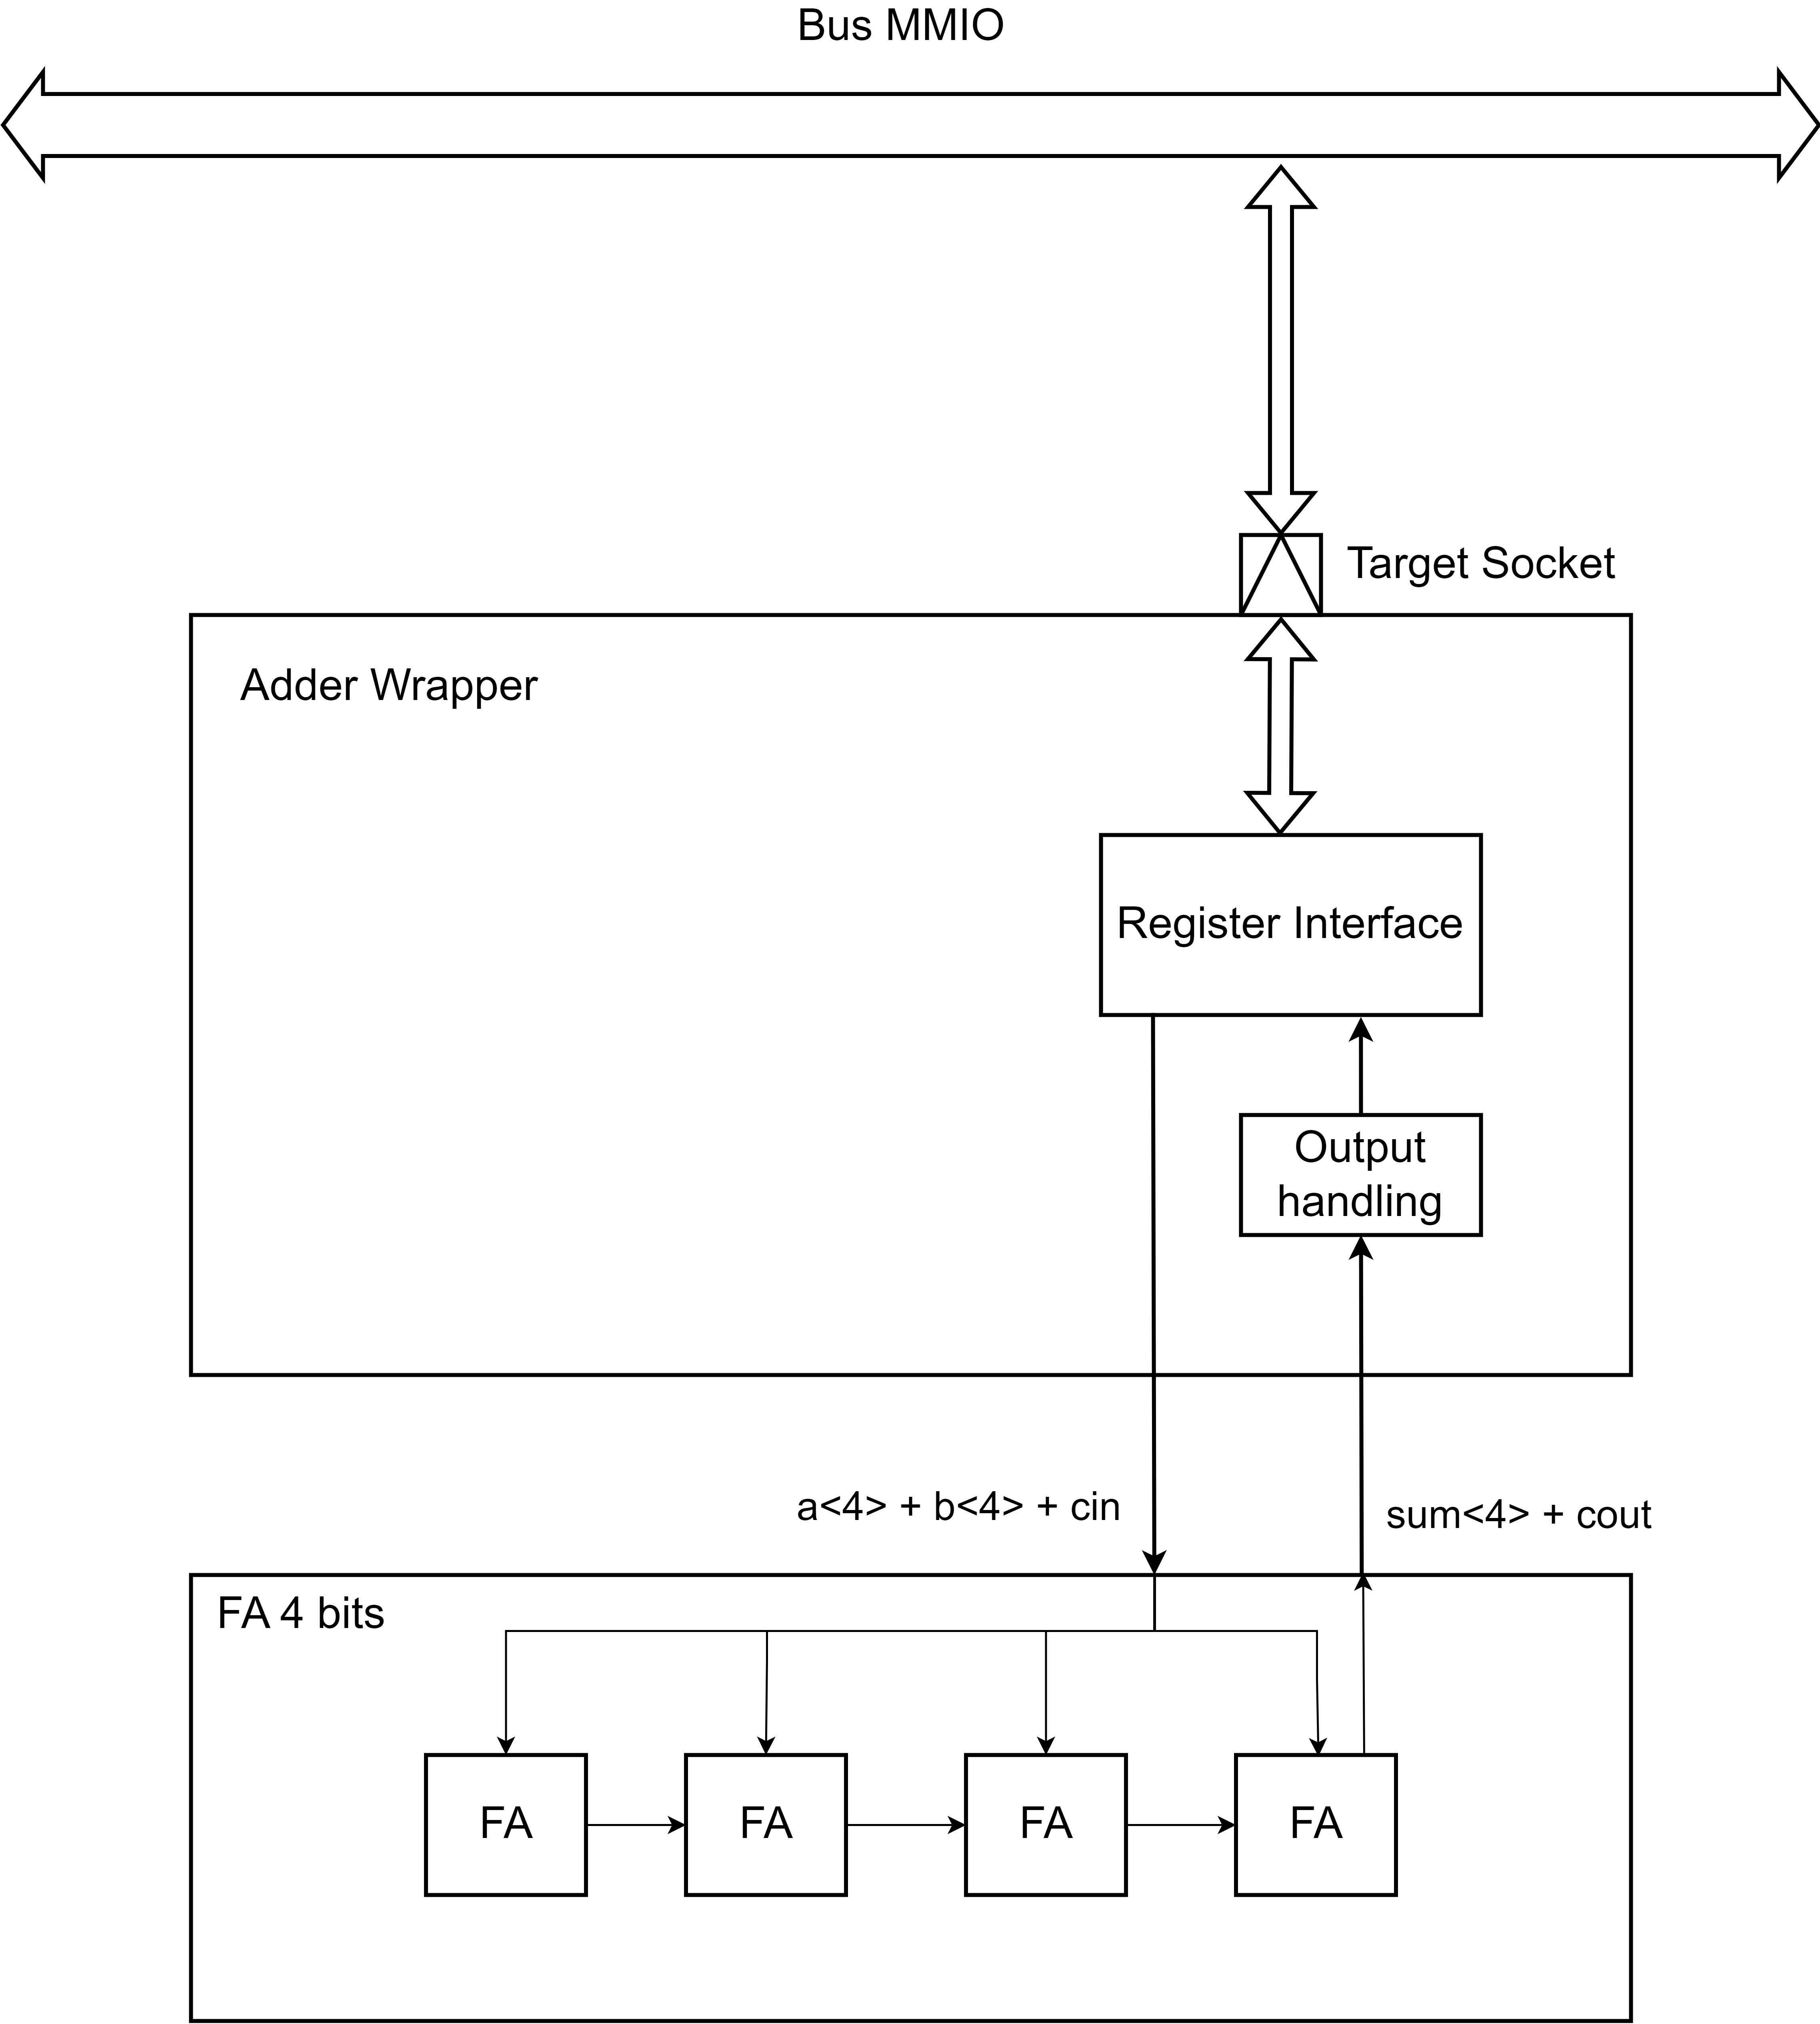 Bus MMIO
Target Socket
Adder Wrapper
Register Interface
Output
handling
a<4> + b<4> + cin
sum<4> + cout
FA 4 bits
FA
FA
FA
FA